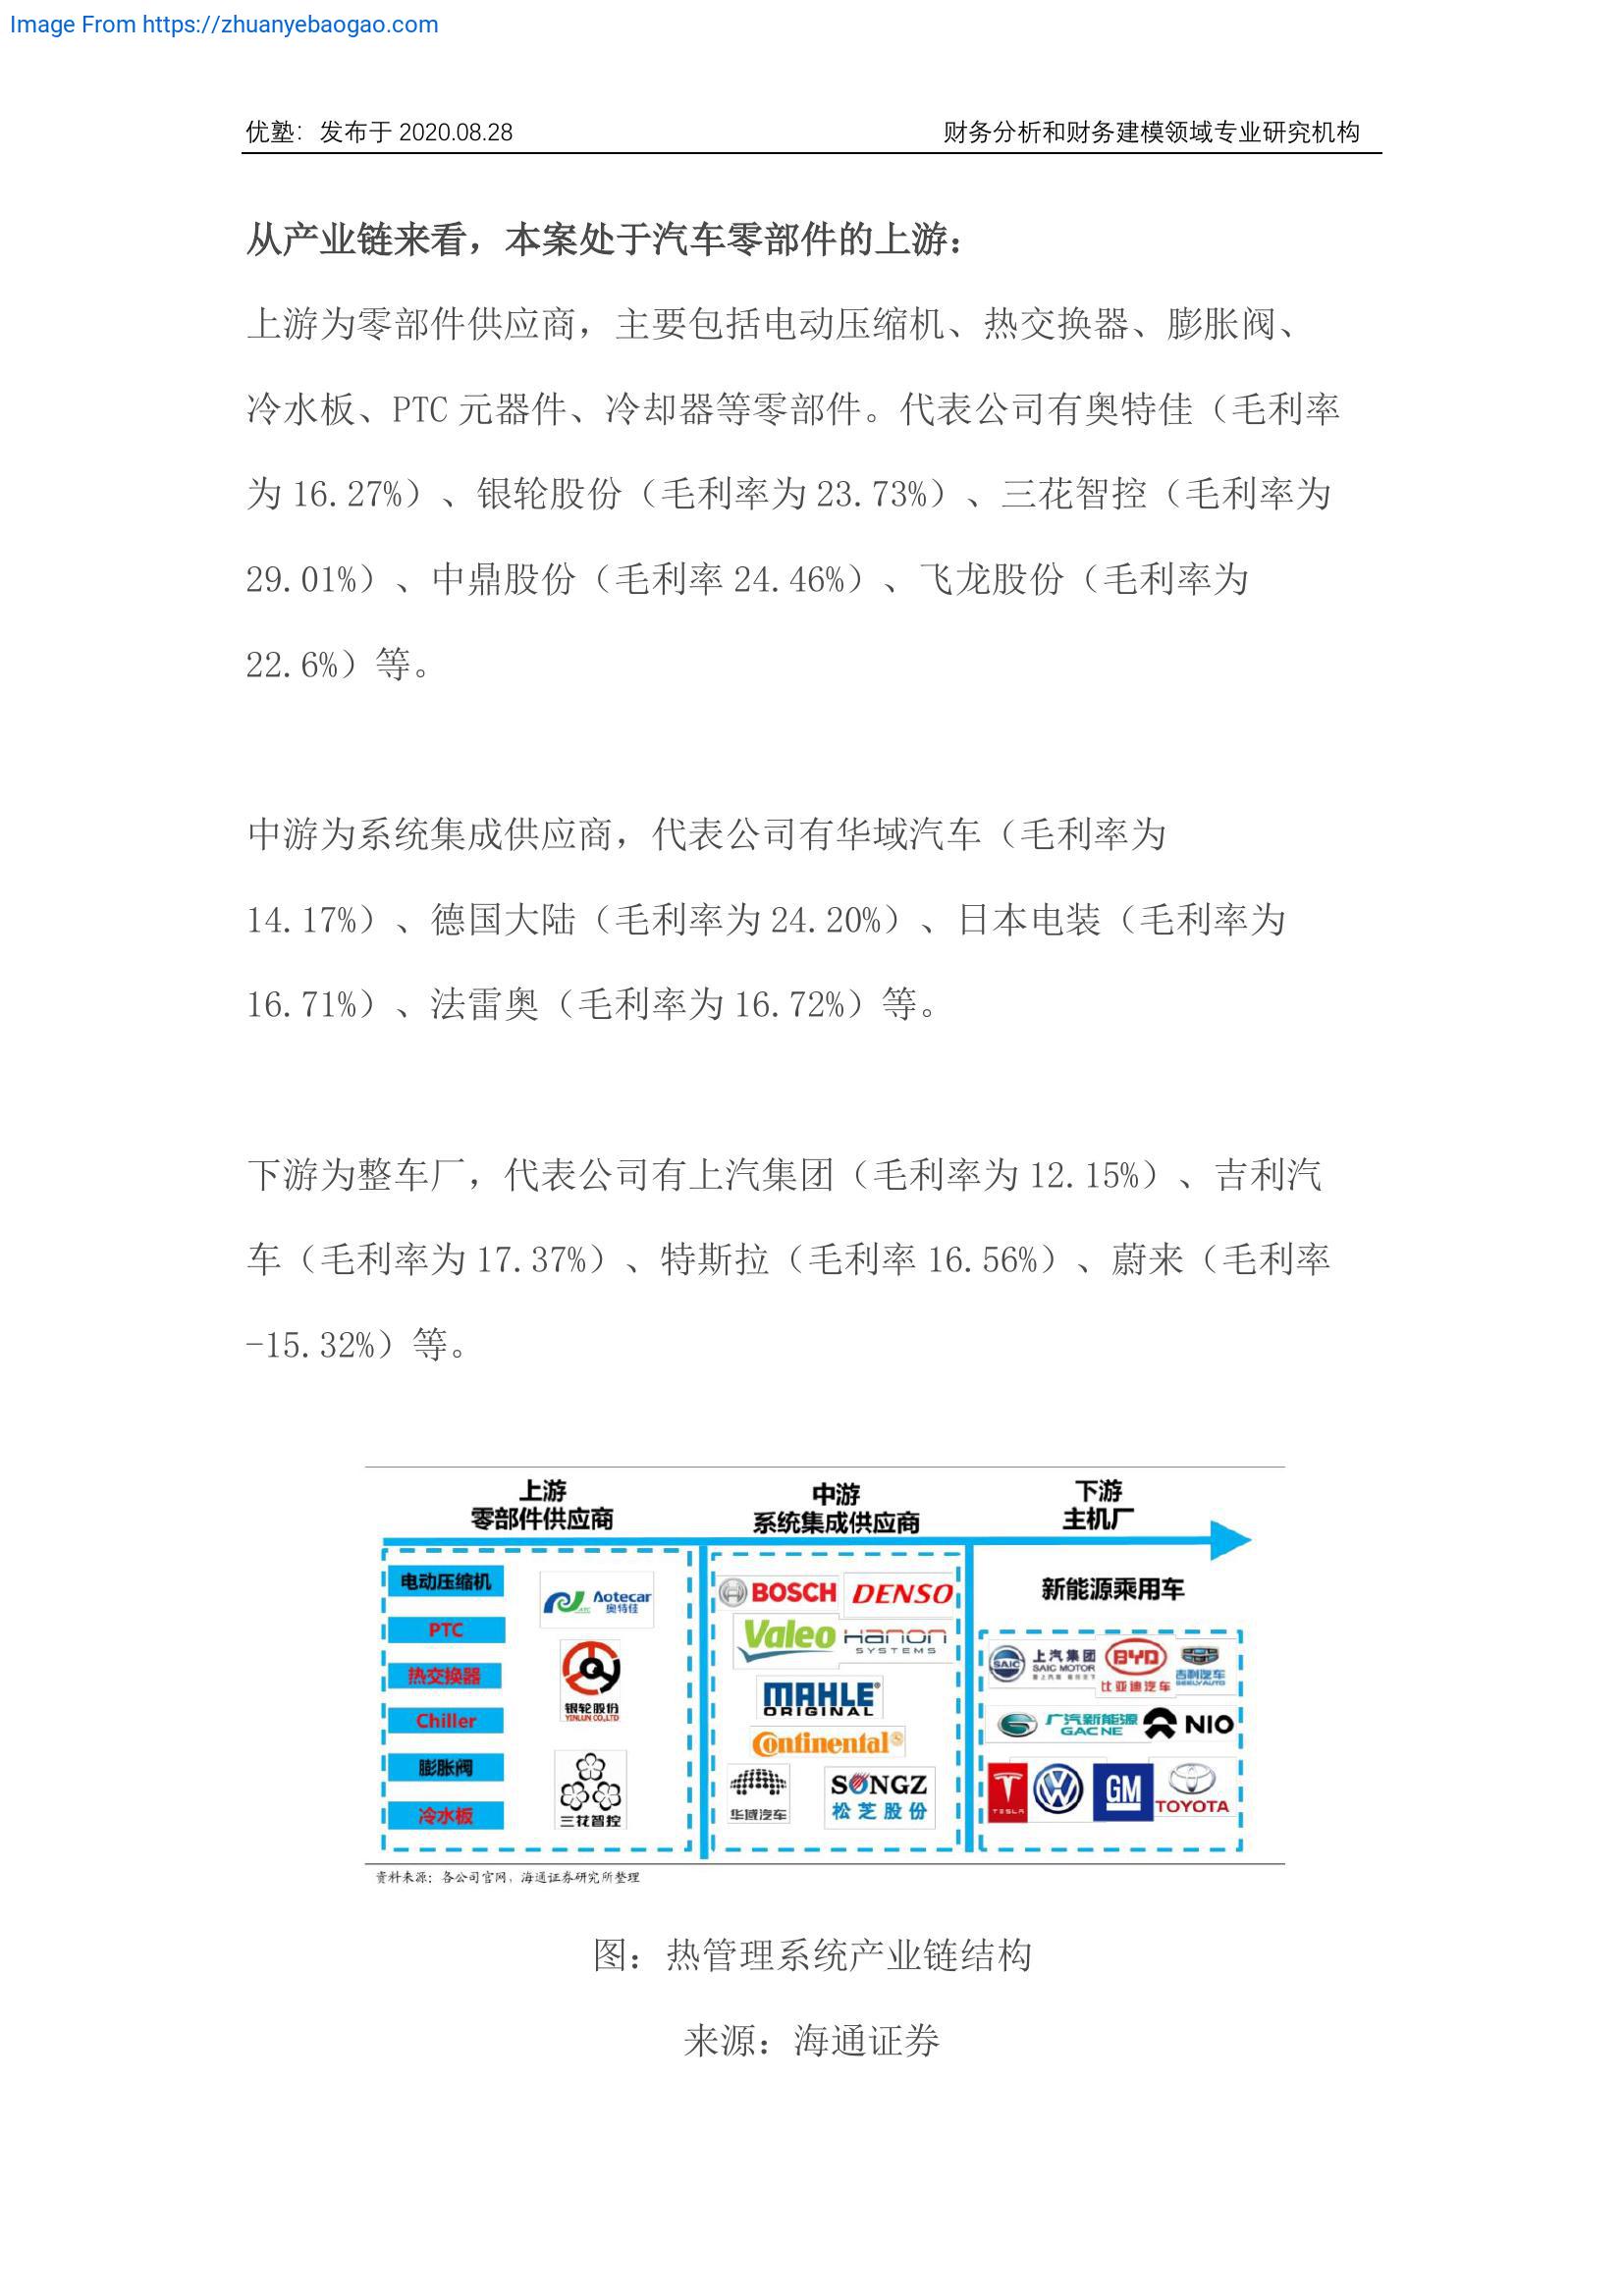 Image From https://zhuanyebaogao.com
优塾：发布于 2020.08.28 财务分析和财务建模领域专业研究机构
从产业链来看，本案处于汽车零部件的上游：
上游为零部件供应商，主要包括电动压缩机、热交换器、膨胀阀、
冷水板、PTC 元器件、冷却器等零部件。代表公司有奥特佳（毛利率
为 16.27%）、银轮股份（毛利率为 23.73%）、三花智控（毛利率为
29.01%）、中鼎股份（毛利率 24.46%）、飞龙股份（毛利率为
22.6%）等。
中游为系统集成供应商，代表公司有华域汽车（毛利率为
14.17%）、德国大陆（毛利率为 24.20%）、日本电装（毛利率为
16.71%）、法雷奥（毛利率为 16.72%）等。
下游为整车厂，代表公司有上汽集团（毛利率为 12.15%）、吉利汽
车（毛利率为 17.37%）、特斯拉（毛利率 16.56%）、蔚来（毛利率
-15.32%）等。
上游
零部件供应商
电动压缩机
PTC
热交换器
Chiller
膨胀阀
冷水板
Aotecar
奥特佳
银轮股份
YINLUN CO.,LTD
三花智控
中游
系统集成供应商
BOSCH DENSO
Valeo Hanon
SYSTEMS
MAHLE
ORIGINAL
Continental
华域汽车
SONGZ
松芝股份
下游
主机厂
新能源乘用车
SAIC 上汽集团
SAIC MOTOR
BYD
比亚迪汽车
吉利汽车
GEELY AUTO
广汽新能源
GAC NE
NIO
TESLA
GM
TOYOTA
资料来源：各公司官网，海通证券研究所整理
图：热管理系统产业链结构
来源：海通证券